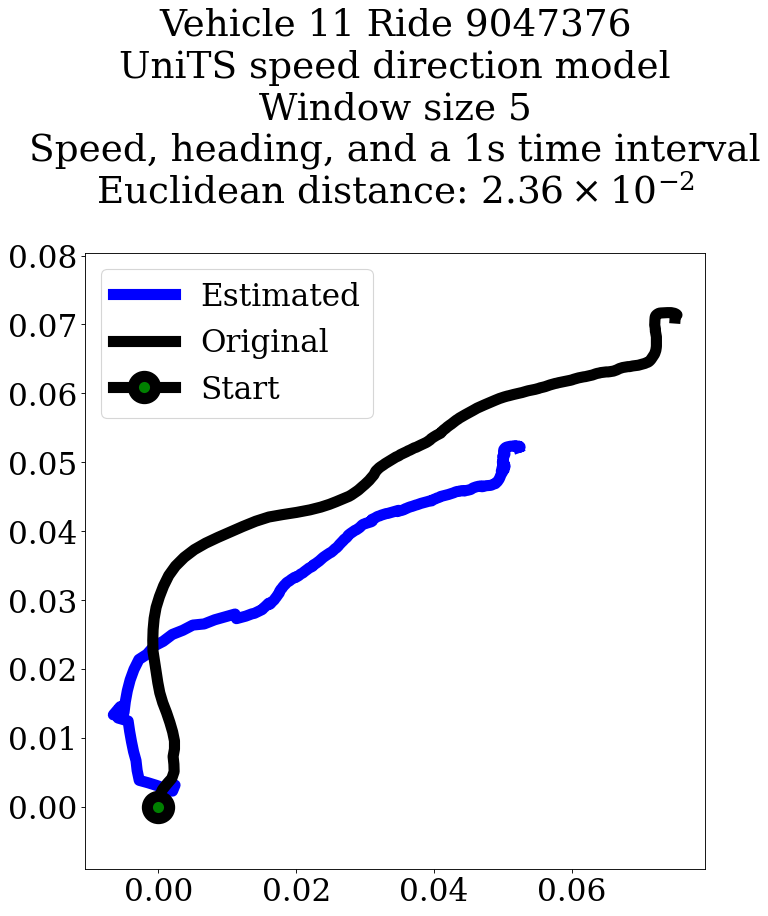 Vehicle 11 Ride 9047376
UniTS speed direction model
Window size 5
Speed, heading, and a 1s time interval
Euclidean distance: 2.36 × 10⁻²
0.08
0.07
0.06
0.05
0.04
0.03
0.02
0.01
0.00
Estimated
Original
Start
0.00 0.02 0.04 0.06